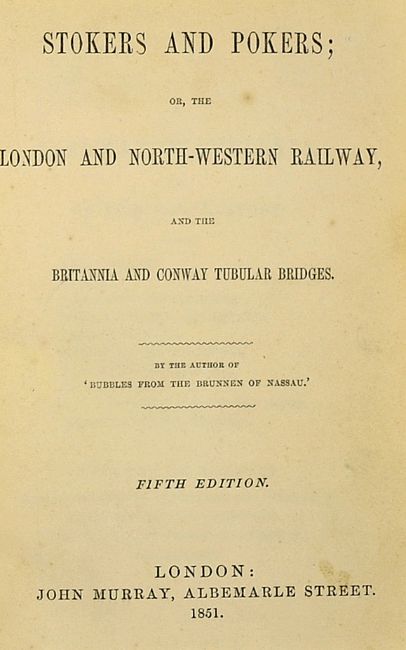 STOKERS AND POKERS;
OR, THE
LONDON AND NORTH-WESTERN RAILWAY,
AND THE
BRITANNIA AND CONWAY TUBULAR BRIDGES.
BY THE AUTHOR OF
'BUBBLES FROM THE BRUNNEN OF NASSAU.'
FIFTH EDITION.
LONDON:
JOHN MURRAY, ALBEMARLE STREET.
1851.